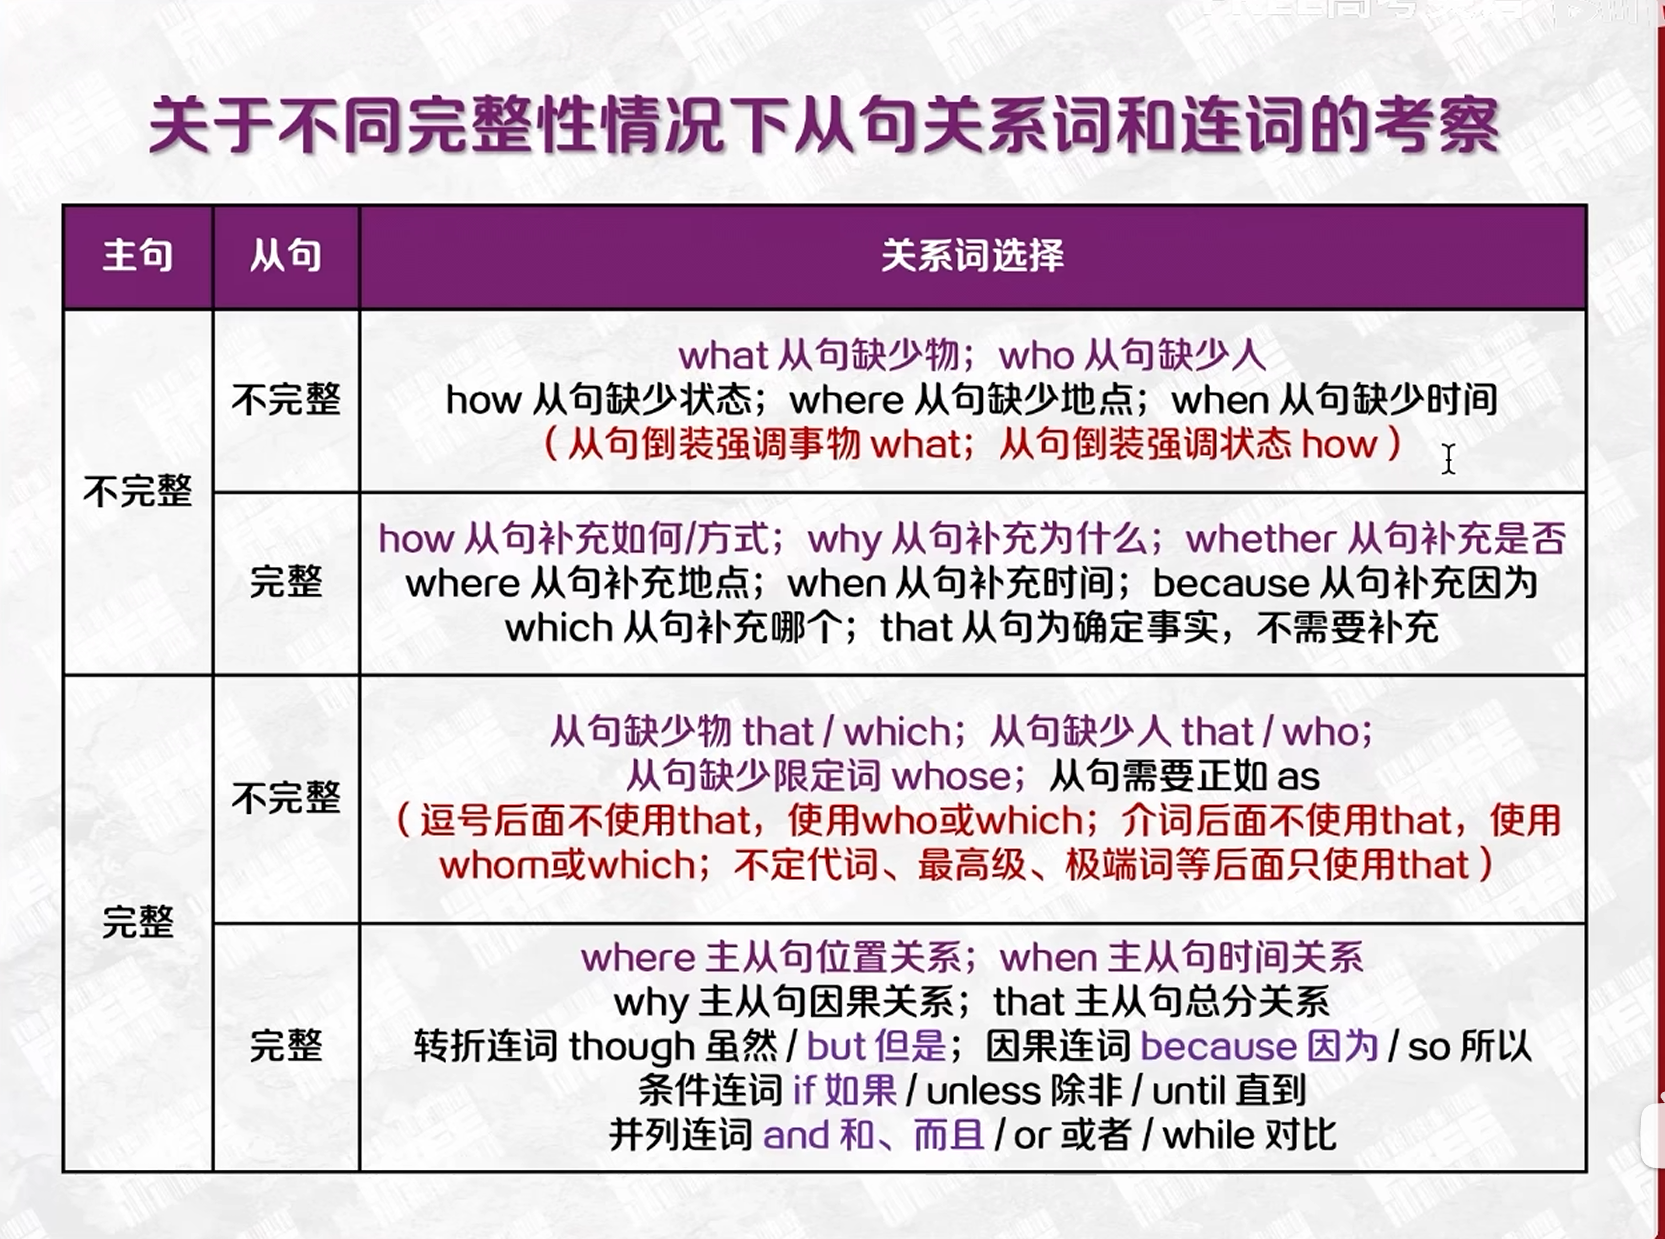 关于不同完整性情况下从句关系词和连词的考察
主句 从句 关系词选择
what 从句缺少物；who 从句缺少人
不完整 how 从句缺少状态；where 从句缺少地点；when 从句缺少时间
（从句倒装强调事物 what；从句倒装强调状态 how）
不完整
how 从句补充如何/方式；why 从句补充为什么；whether 从句补充是否
完整 where 从句补充地点；when 从句补充时间；because 从句补充因为
which 从句补充哪个；that 从句为确定事实，不需要补充
从句缺少物 that / which；从句缺少人 that / who；
从句缺少限定词 whose；从句需要正如 as
不完整
（逗号后面不使用that，使用who或which；介词后面不使用that，使用
whom或which；不定代词、最高级、极端词等后面只使用that）
完整
where 主从句位置关系；when 主从句时间关系
why 主从句因果关系；that 主从句总分关系
完整 转折连词 though 虽然 / but 但是；因果连词 because 因为 / so 所以
条件连词 if 如果 / unless 除非 / until 直到
并列连词 and 和、而且 / or 或者 / while 对比